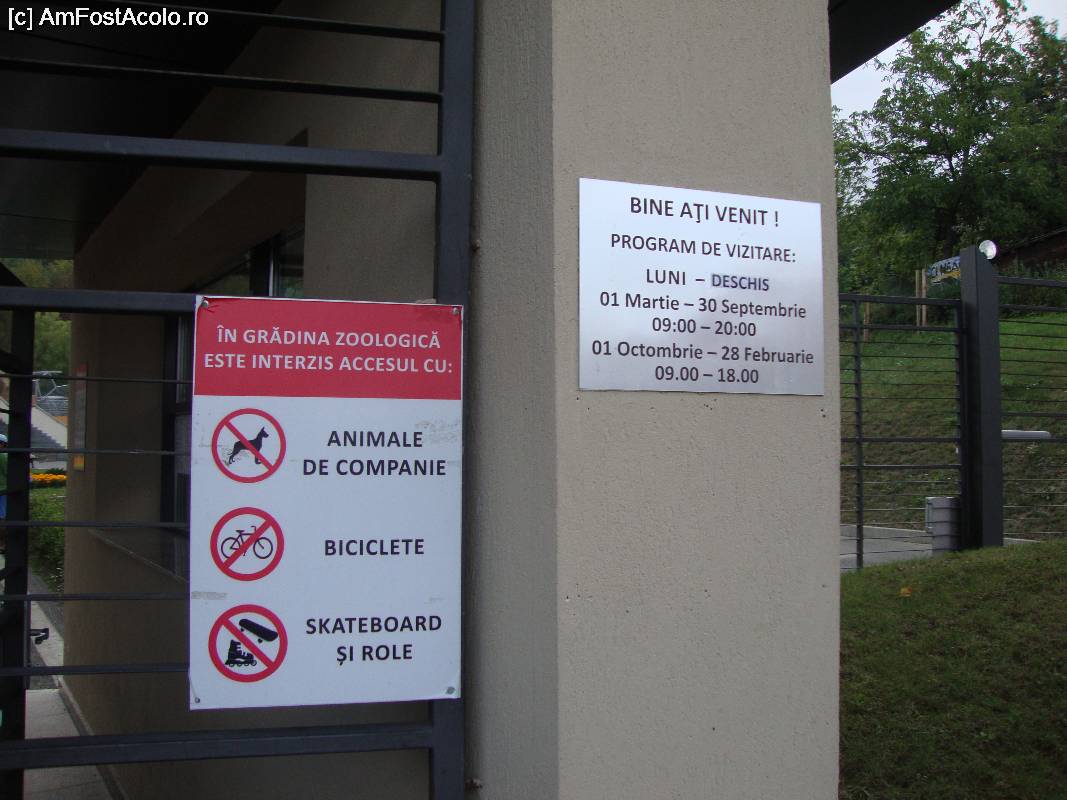 [c] AmFostAcolo.ro
ÎN GRĂDINA ZOOLOGICĂ
ESTE INTERZIS ACCESUL CU:
ANIMALE
DE COMPANIE
BICICLETE
SKATEBOARD
ȘI ROLE
BINE AŢI VENIT !
PROGRAM DE VIZITARE:
LUNI – DESCHIS
01 Martie – 30 Septembrie
09:00 – 20:00
01 Octombrie – 28 Februarie
09.00 – 18.00